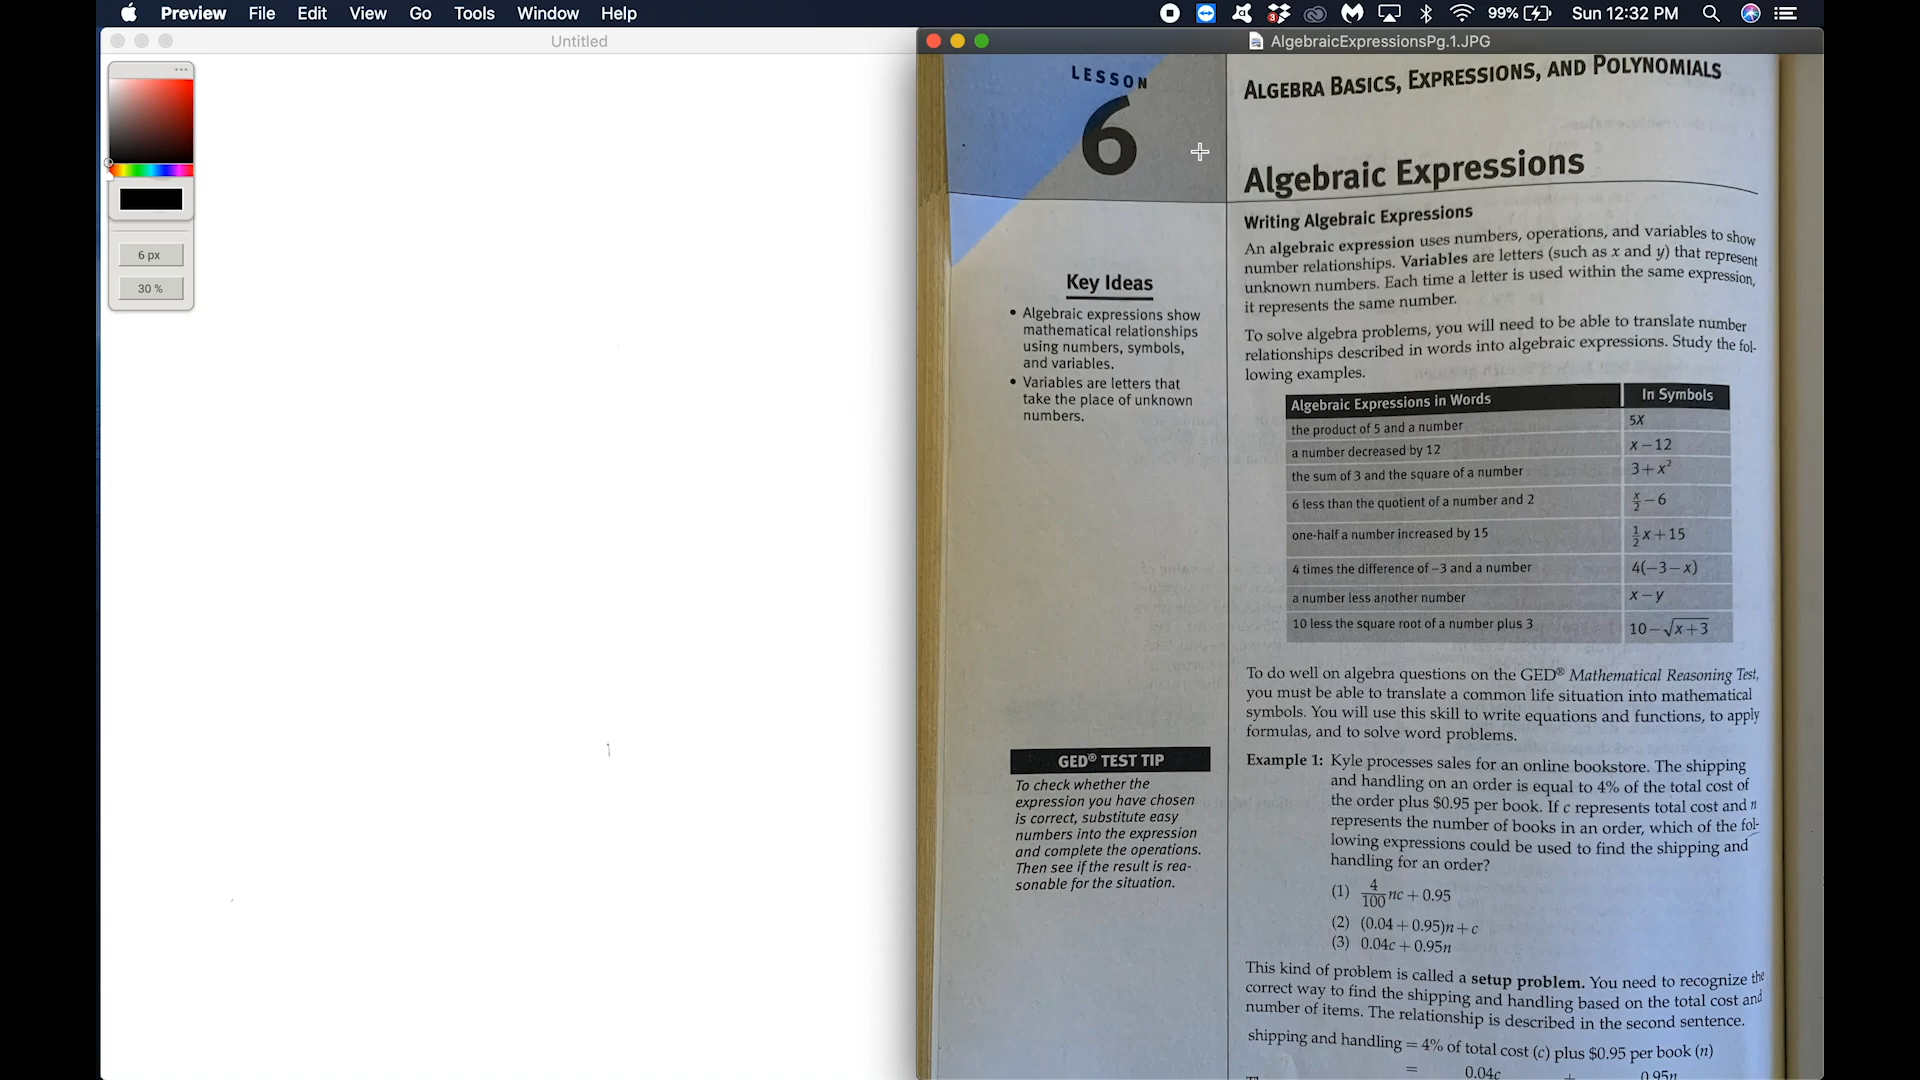 Preview File Edit View Go Tools Window Help
3
99%
Sun 12:32 PM
Untitled
6 px
30 %
AlgebraicExpressionsPg.1.JPG
LESSON
6
ALGEBRA BASICS, EXPRESSIONS, AND POLYNOMIALS
Algebraic Expressions
Key Ideas
• Algebraic expressions show
mathematical relationships
using numbers, symbols,
and variables.
• Variables are letters that
take the place of unknown
numbers.
GED® TEST TIP
To check whether the
expression you have chosen
is correct, substitute easy
numbers into the expression
and complete the operations.
Then see if the result is rea-
sonable for the situation.
Writing Algebraic Expressions
An algebraic expression uses numbers, operations, and variables to show
number relationships. Variables are letters (such as x and y) that represent
unknown numbers. Each time a letter is used within the same expression,
it represents the same number.
To solve algebra problems, you will need to be able to translate number
relationships described in words into algebraic expressions. Study the fol-
lowing examples.
Algebraic Expressions in Words In Symbols
the product of 5 and a number 5x
a number decreased by 12 x − 12
the sum of 3 and the square of a number 3 + x²
6 less than the quotient of a number and 2 x/2 − 6
one-half a number increased by 15 1/2 x + 15
4 times the difference of −3 and a number 4(−3 − x)
a number less another number x − y
10 less the square root of a number plus 3 10 − √(x + 3)
To do well on algebra questions on the GED® Mathematical Reasoning Test,
you must be able to translate a common life situation into mathematical
symbols. You will use this skill to write equations and functions, to apply
formulas, and to solve word problems.
Example 1: Kyle processes sales for an online bookstore. The shipping
and handling on an order is equal to 4% of the total cost of
the order plus $0.95 per book. If c represents total cost and n
represents the number of books in an order, which of the fol-
lowing expressions could be used to find the shipping and
handling for an order?
(1) 4/100 nc + 0.95
(2) (0.04 + 0.95)n + c
(3) 0.04c + 0.95n
This kind of problem is called a setup problem. You need to recognize the
correct way to find the shipping and handling based on the total cost and
number of items. The relationship is described in the second sentence.
shipping and handling = 4% of total cost (c) plus $0.95 per book (n)
= 0.04c + 0.95n